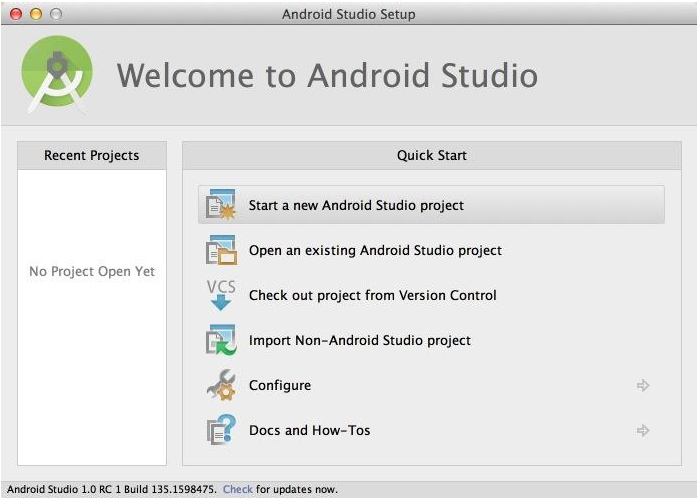 Android Studio Setup
Welcome to Android Studio
Recent Projects
No Project Open Yet
Quick Start
Start a new Android Studio project
Open an existing Android Studio project
VCS
Check out project from Version Control
Import Non-Android Studio project
Configure
Docs and How-Tos
Android Studio 1.0 RC 1 Build 135.1598475. Check for updates now.